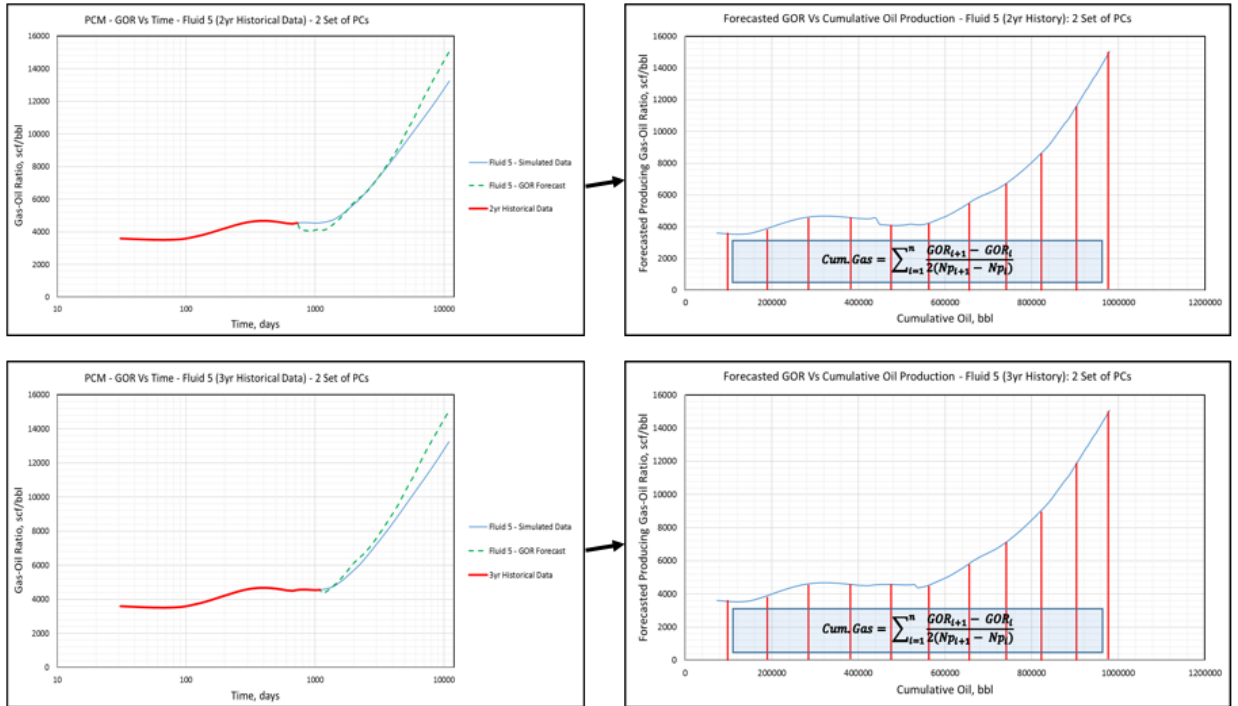 PCM - GOR Vs Time - Fluid 5 (2yr Historical Data) - 2 Set of PCs
16000
14000
12000
10000
8000
6000
4000
2000
0
Gas-Oil Ratio, scf/bbl
10 100 1000 10000
Time, days
Fluid 5 - Simulated Data
Fluid 5 - GOR Forecast
2yr Historical Data
Forecasted GOR Vs Cumulative Oil Production - Fluid 5 (2yr History): 2 Set of PCs
16000
14000
12000
10000
8000
6000
4000
2000
0
Forecasted Producing Gas-Oil Ratio, scf/bbl
Cum. Gas = ∑ⁿᵢ₌₁ (GORᵢ₊₁ − GORᵢ) / 2(Npᵢ₊₁ − Npᵢ)
0 200000 400000 600000 800000 1000000 1200000
Cumulative Oil, bbl
PCM - GOR Vs Time - Fluid 5 (3yr Historical Data) - 2 Set of PCs
16000
14000
12000
10000
8000
6000
4000
2000
0
Gas-Oil Ratio, scf/bbl
10 100 1000 10000
Time, days
Fluid 5 - Simulated Data
Fluid 5 - GOR Forecast
3yr Historical Data
Forecasted GOR Vs Cumulative Oil Production - Fluid 5 (3yr History): 2 Set of PCs
16000
14000
12000
10000
8000
6000
4000
2000
0
Forecasted Producing Gas-Oil Ratio, scf/bbl
Cum. Gas = ∑ⁿᵢ₌₁ (GORᵢ₊₁ − GORᵢ) / 2(Npᵢ₊₁ − Npᵢ)
0 200000 400000 600000 800000 1000000 1200000
Cumulative Oil, bbl